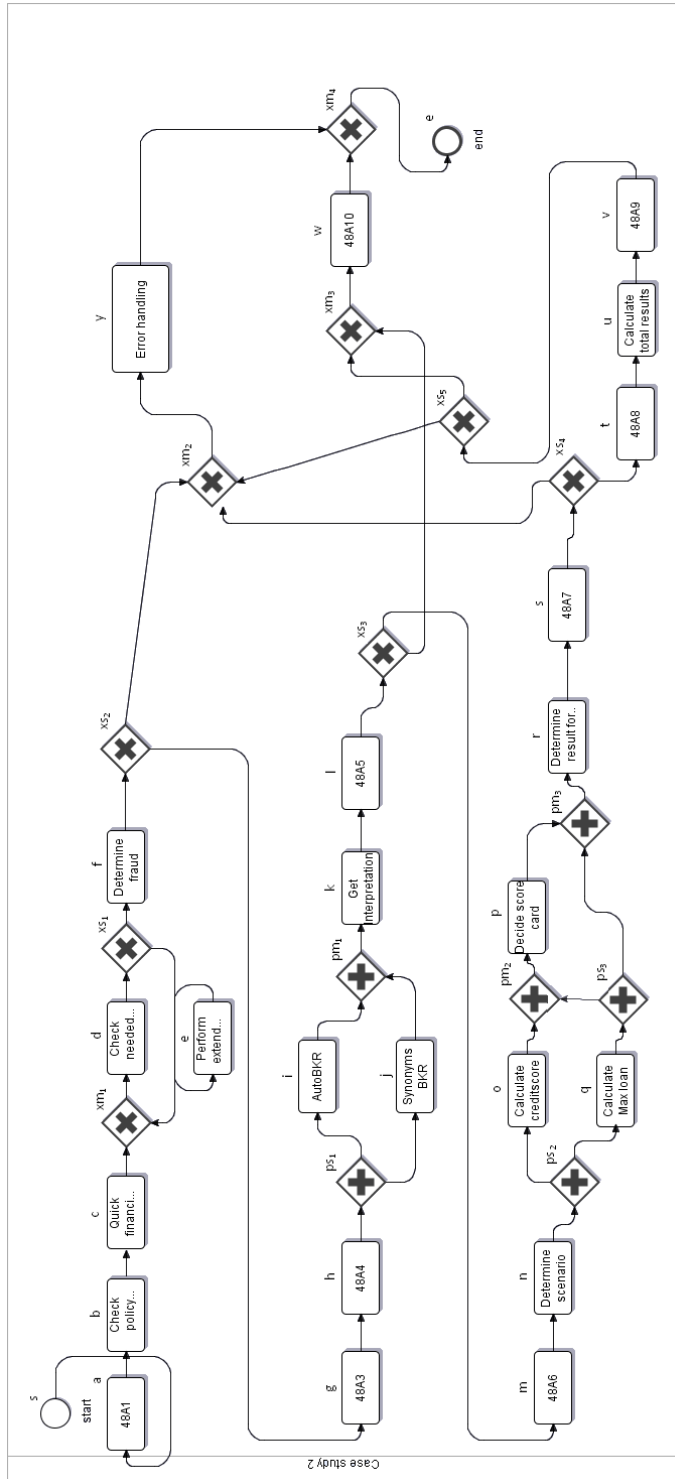 Case study 2
s
start
a
48A1
b
Check
policy...
c
Quick
financi...
xm₁
d
Check
needed...
xs₁
e
Perform
extend...
f
Determine
fraud
xs₂
xm₂
y
Error handling
xm₄
e
end
g
48A3
h
48A4
ps₁
i
AutoBKR
j
Synonyms
BKR
pm₁
k
Get
Interpretation
l
48A5
xs₃
xs₅
xm₃
w
48A10
m
48A6
n
Determine
scenario
ps₂
o
Calculate
creditscore
q
Calculate
Max loan
pm₂
ps₃
p
Decide score
card
pm₃
r
Determine
result for..
s
48A7
xs₄
t
48A8
u
Calculate
total results
v
48A9